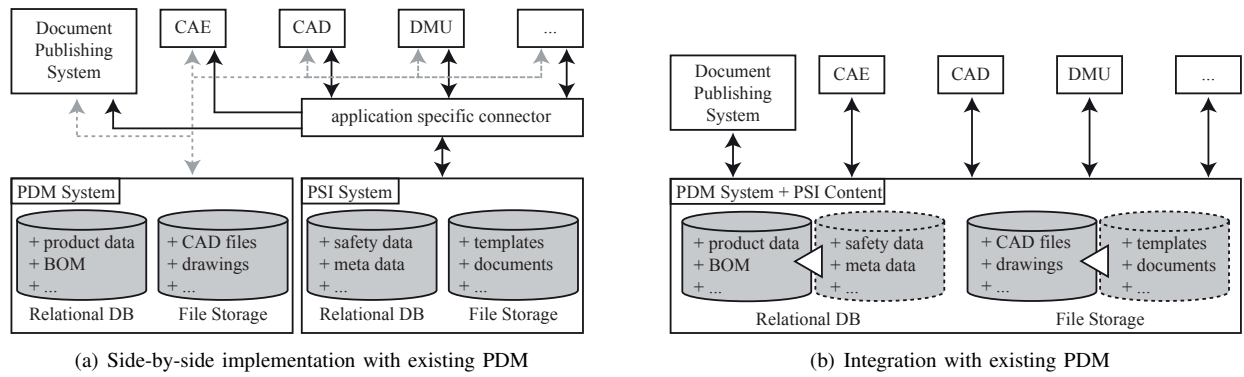 Document
Publishing
System
CAE
CAD
DMU
...
application specific connector
PDM System
+ product data
+ BOM
+ ...
Relational DB
+ CAD files
+ drawings
+ ...
File Storage
PSI System
+ safety data
+ meta data
+ ...
Relational DB
+ templates
+ documents
+ ...
File Storage
(a) Side-by-side implementation with existing PDM
Document
Publishing
System
CAE
CAD
DMU
...
PDM System + PSI Content
+ product data
+ BOM
+ ...
+ safety data
+ meta data
+ ...
Relational DB
+ CAD files
+ drawings
+ ...
+ templates
+ documents
+ ...
File Storage
(b) Integration with existing PDM